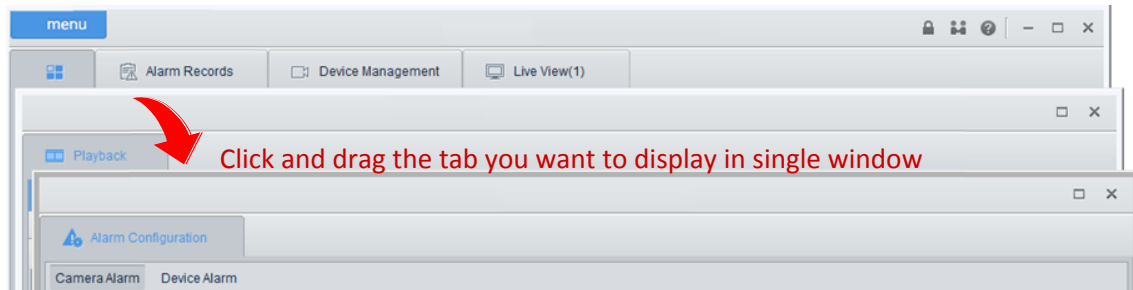 menu
Alarm Records
Device Management
Live View(1)
Playback
Click and drag the tab you want to display in single window
Alarm Configuration
Camera Alarm
Device Alarm